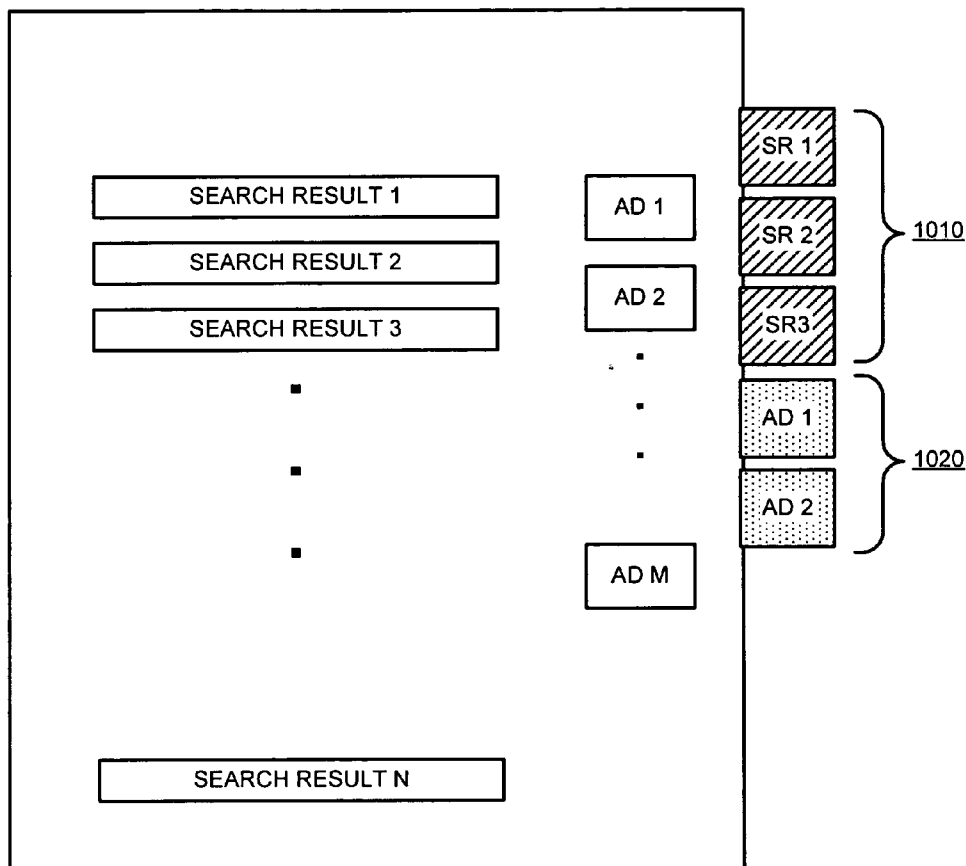 SEARCH RESULT 1
SEARCH RESULT 2
SEARCH RESULT 3
SEARCH RESULT N
AD 1
AD 2
AD M
SR 1
SR 2
SR3
1010
AD 1
AD 2
1020